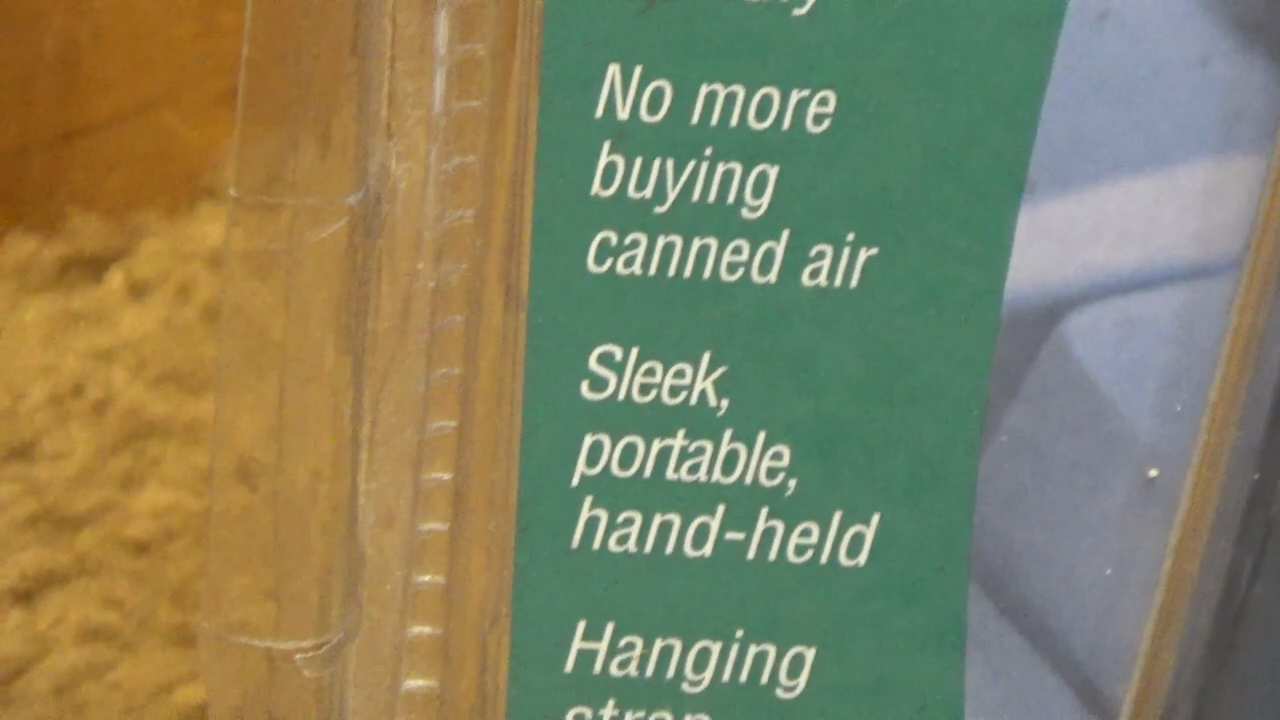 No more
buying
canned air
Sleek,
portable,
hand-held
Hanging